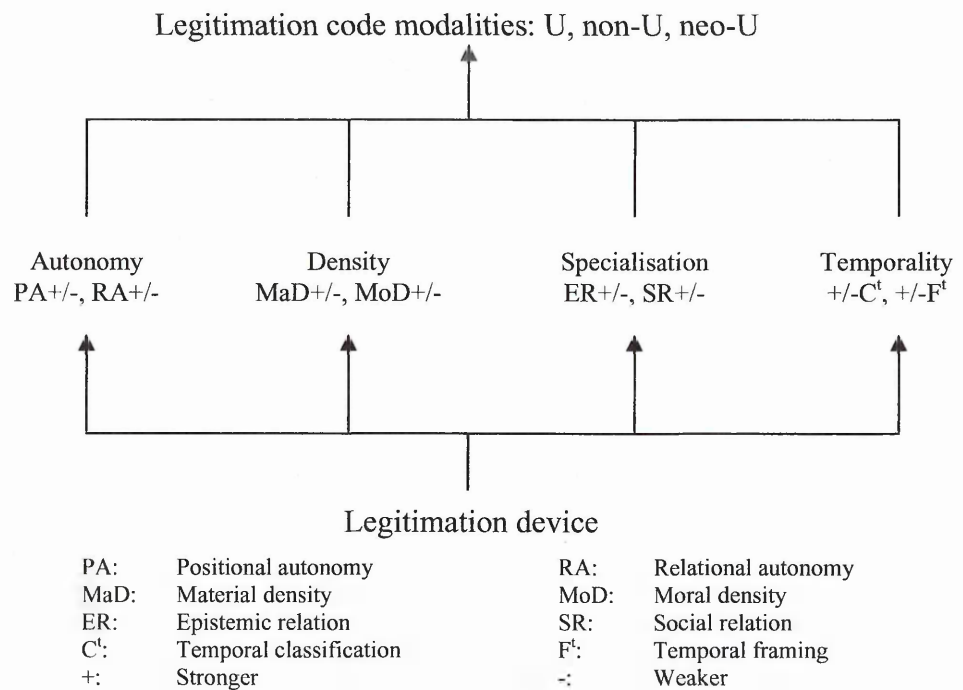 Legitimation code modalities: U, non-U, neo-U
Autonomy Density Specialisation Temporality
PA+/-, RA+/- MaD+/-, MoD+/- ER+/-, SR+/- +/-Cᵗ, +/-Fᵗ
Legitimation device
PA: Positional autonomy RA: Relational autonomy
MaD: Material density MoD: Moral density
ER: Epistemic relation SR: Social relation
Cᵗ: Temporal classification Fᵗ: Temporal framing
+: Stronger -: Weaker